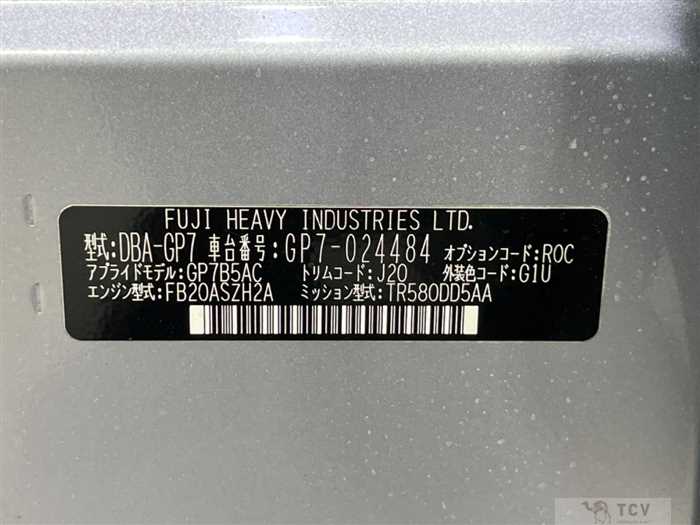 FUJI HEAVY INDUSTRIES LTD.
型式:DBA-GP7 車台番号:GP7-024484 オプションコード:ROC
アプライドモデル:GP7B5AC トリムコード:J20 外装色コード:G1U
エンジン型式:FB20ASZH2A ミッション型式:TR580DD5AA
TCV